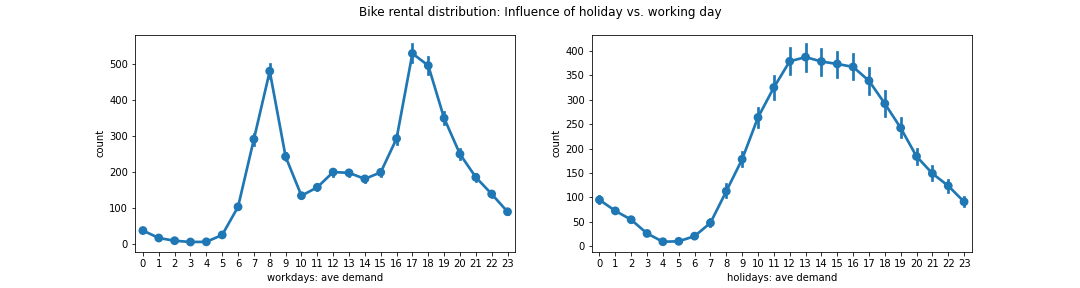 Bike rental distribution: Influence of holiday vs. working day
count
500
400
300
200
100
0
0 1 2 3 4 5 6 7 8 9 10 11 12 13 14 15 16 17 18 19 20 21 22 23
workdays: ave demand
count
400
350
300
250
200
150
100
50
0
0 1 2 3 4 5 6 7 8 9 10 11 12 13 14 15 16 17 18 19 20 21 22 23
holidays: ave demand